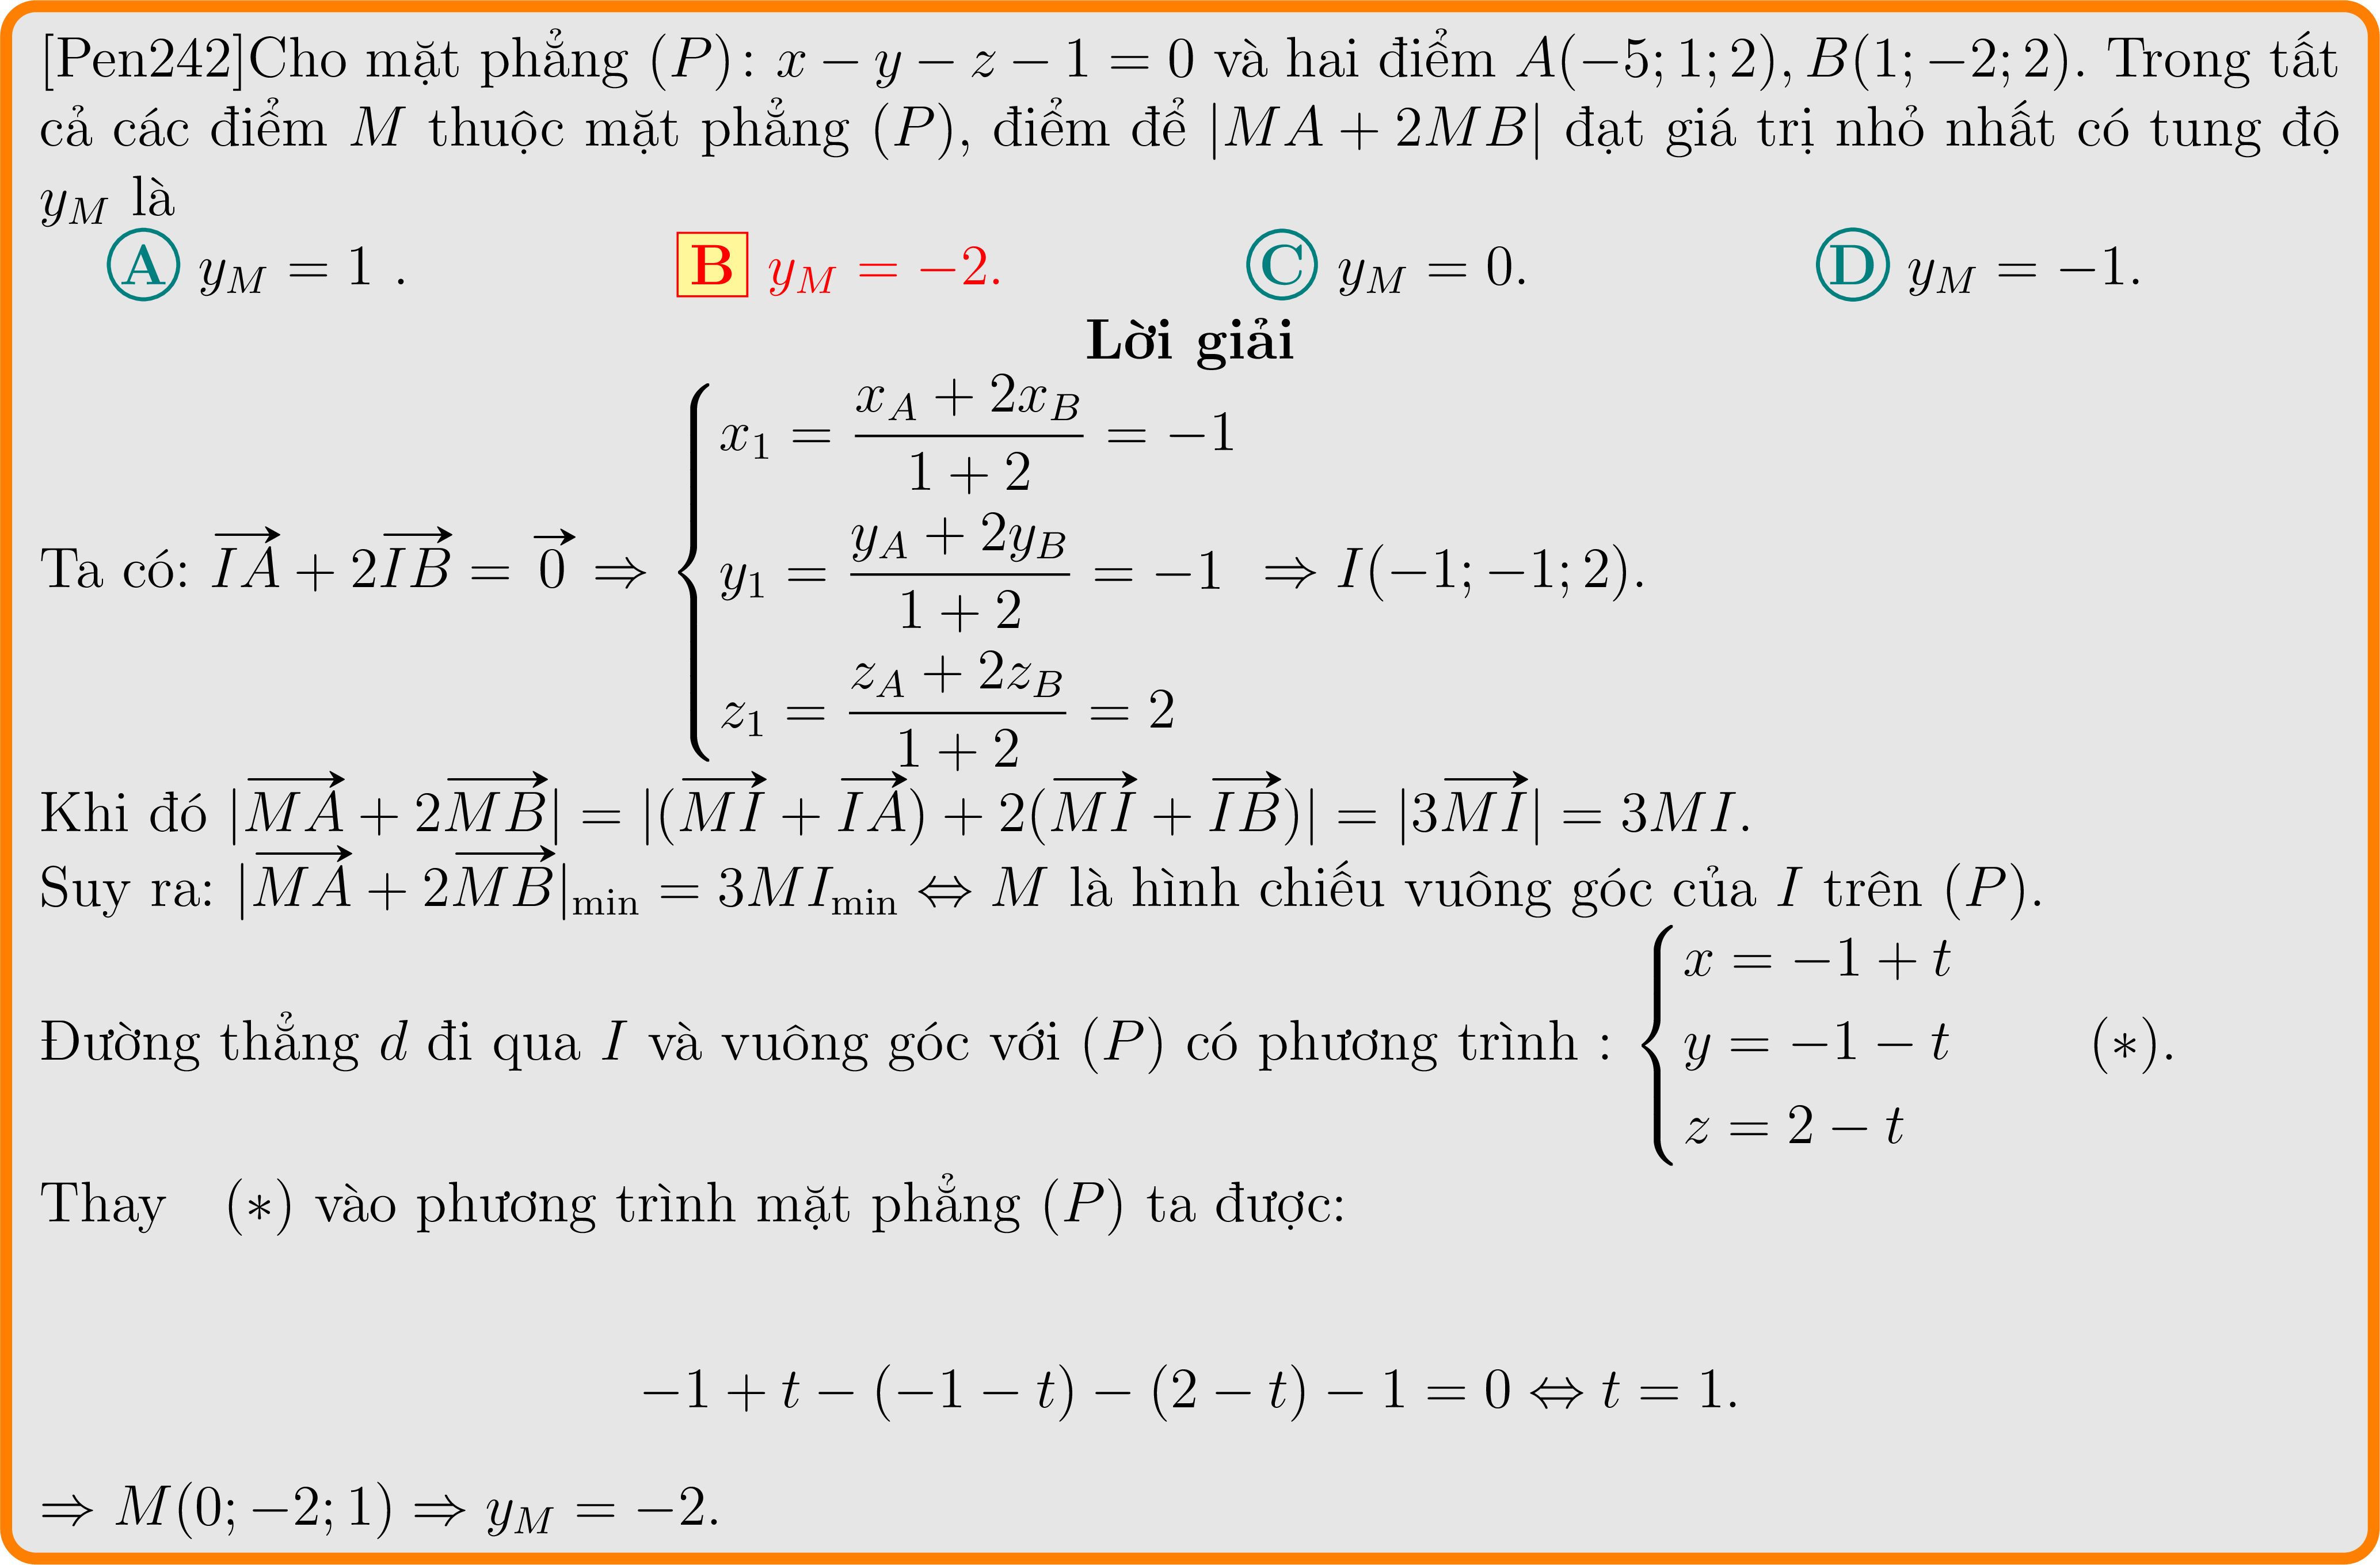 [Pen242]Cho mặt phẳng $(P)\colon x - y - z - 1 = 0$ và hai điểm $A(-5; 1; 2), B(1; -2; 2)$. Trong tất
cả các điểm $M$ thuộc mặt phẳng $(P)$, điểm để $|MA + 2MB|$ đạt giá trị nhỏ nhất có tung độ
$y_M$ là
A $y_M = 1$ . B $y_M = -2$. C $y_M = 0$. D $y_M = -1$.
Lời giải
Ta có: $\overrightarrow{IA} + 2\overrightarrow{IB} = \overrightarrow{0} \Rightarrow \begin{cases} x_1 = \dfrac{x_A + 2x_B}{1 + 2} = -1 \\ y_1 = \dfrac{y_A + 2y_B}{1 + 2} = -1 \\ z_1 = \dfrac{z_A + 2z_B}{1 + 2} = 2 \end{cases} \Rightarrow I(-1; -1; 2)$.
Khi đó $|\overrightarrow{MA} + 2\overrightarrow{MB}| = |(\overrightarrow{MI} + \overrightarrow{IA}) + 2(\overrightarrow{MI} + \overrightarrow{IB})| = |3\overrightarrow{MI}| = 3MI$.
Suy ra: $|\overrightarrow{MA} + 2\overrightarrow{MB}|_{\min} = 3MI_{\min} \Leftrightarrow M$ là hình chiếu vuông góc của $I$ trên $(P)$.
Đường thẳng $d$ đi qua $I$ và vuông góc với $(P)$ có phương trình : $\begin{cases} x = -1 + t \\ y = -1 - t \\ z = 2 - t \end{cases}$ $(*)$.
Thay $(*)$ vào phương trình mặt phẳng $(P)$ ta được:
$-1 + t - (-1 - t) - (2 - t) - 1 = 0 \Leftrightarrow t = 1.$
$\Rightarrow M(0; -2; 1) \Rightarrow y_M = -2$.